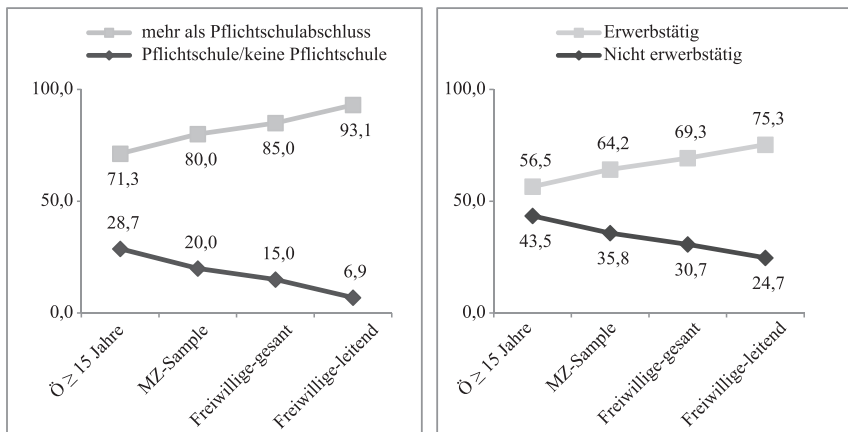 mehr als Pflichtschulabschluss
Pflichtschule/keine Pflichtschule
100,0
93,1
85,0
80,0
71,3
50,0
28,7
20,0
15,0
6,9
0,0
Ö ≥ 15 Jahre
MZ-Sample
Freiwillige-gesant
Freiwillige-leitend
Erwerbstätig
Nicht erwerbstätig
100,0
75,3
69,3
64,2
56,5
50,0
43,5
35,8
30,7
24,7
0,0
Ö ≥ 15 Jahre
MZ-Sample
Freiwillige-gesant
Freiwillige-leitend